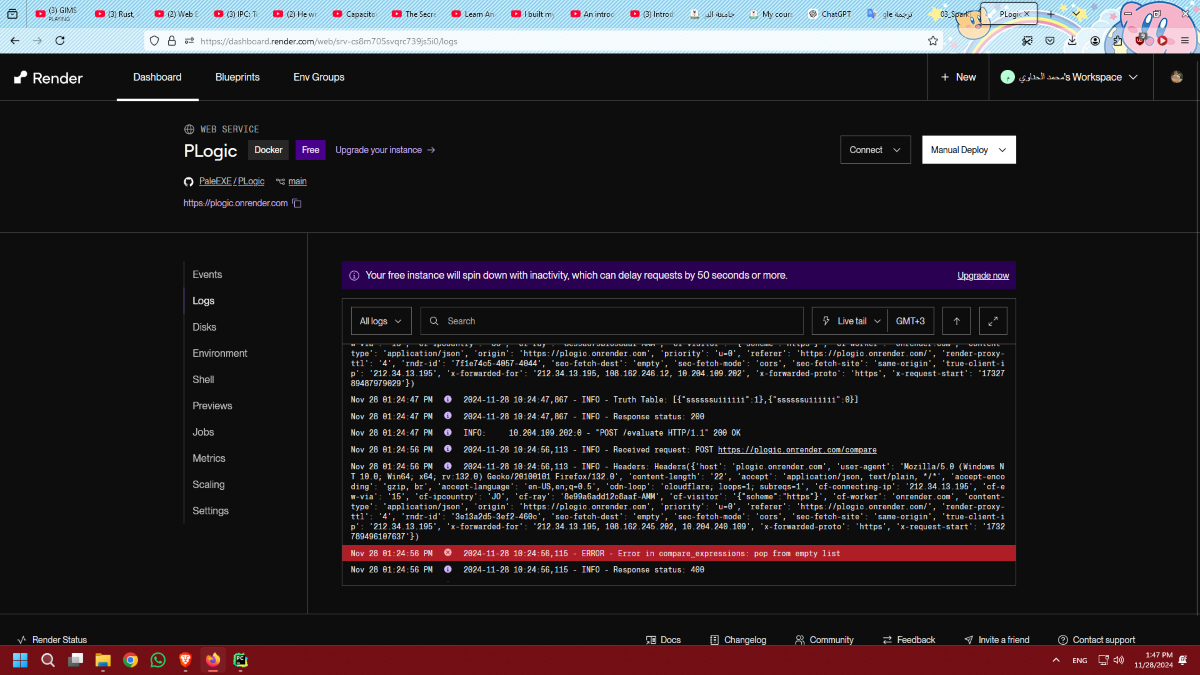 (3) GIMS
PLAYING
(3) Rust,
(2) Web E
(3) IPC: T
(2) He wr
Capacito
The Secr
Learn An
I built my
An introc
(3) Introd
My cours
ChatGPT
ترجمة
03_Spark
PLogic
https://dashboard.render.com/web/srv-cs8m705svqrc739js5i0/logs
Render
Dashboard
Blueprints
Env Groups
+ New
محمد الحداوي's Workspace
WEB SERVICE
PLogic
Docker
Free
Upgrade your instance →
Connect
Manual Deploy
PaleEXE / PLogic
main
https://plogic.onrender.com
Events
Logs
Disks
Environment
Shell
Previews
Jobs
Metrics
Scaling
Settings
Your free instance will spin down with inactivity, which can delay requests by 50 seconds or more.
Upgrade now
All logs
Search
Live tail
GMT+3
type': 'application/json', 'origin': 'https://plogic.onrender.com', 'priority': 'u=0', 'referer': 'https://plogic.onrender.com/', 'render-proxy-
ttl': '4', 'rndr-id': '7f1e74c5-4057-4044', 'sec-fetch-dest': 'empty', 'sec-fetch-mode': 'cors', 'sec-fetch-site': 'same-origin', 'true-client-i
p': '212.34.13.195', 'x-forwarded-for': '212.34.13.195, 108.162.246.12, 10.204.109.202', 'x-forwarded-proto': 'https', 'x-request-start': '1732
789487979029'})
Nov 28 01:24:47 PM 2024-11-28 10:24:47,867 - INFO - Truth Table: [{"ssssssuiiiiii":1},{"ssssssuiiiiii":0}]
Nov 28 01:24:47 PM 2024-11-28 10:24:47,867 - INFO - Response status: 200
Nov 28 01:24:47 PM INFO: 10.204.109.202:0 - "POST /evaluate HTTP/1.1" 200 OK
Nov 28 01:24:56 PM 2024-11-28 10:24:56,113 - INFO - Received request: POST https://plogic.onrender.com/compare
Nov 28 01:24:56 PM 2024-11-28 10:24:56,113 - INFO - Headers: Headers({'host': 'plogic.onrender.com', 'user-agent': 'Mozilla/5.0 (Windows N
T 10.0; Win64; x64; rv:132.0) Gecko/20100101 Firefox/132.0', 'content-length': '22', 'accept': 'application/json, text/plain, */*', 'accept-enco
ding': 'gzip, br', 'accept-language': 'en-US,en;q=0.5', 'cdn-loop': 'cloudflare; loops=1; subreqs=1', 'cf-connecting-ip': '212.34.13.195', 'cf-e
w-via': '15', 'cf-ipcountry': 'JO', 'cf-ray': '8e99a6add12c8aaf-AMM', 'cf-visitor': '{"scheme":"https"}', 'cf-worker': 'onrender.com', 'content-
type': 'application/json', 'origin': 'https://plogic.onrender.com', 'priority': 'u=0', 'referer': 'https://plogic.onrender.com/', 'render-proxy-
ttl': '4', 'rndr-id': '3e13a2d5-3ef2-460c', 'sec-fetch-dest': 'empty', 'sec-fetch-mode': 'cors', 'sec-fetch-site': 'same-origin', 'true-client-i
p': '212.34.13.195', 'x-forwarded-for': '212.34.13.195, 108.162.245.202, 10.204.240.109', 'x-forwarded-proto': 'https', 'x-request-start': '1732
789496107637'})
Nov 28 01:24:56 PM 2024-11-28 10:24:56,115 - ERROR - Error in compare_expressions: pop from empty list
Nov 28 01:24:56 PM 2024-11-28 10:24:56,115 - INFO - Response status: 400
Render Status
Docs
Changelog
Community
Feedback
Invite a friend
Contact support
ENG
1:47 PM
11/28/2024